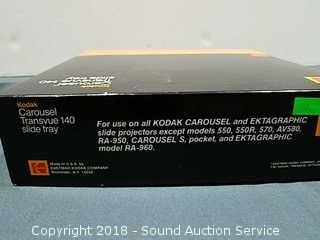 Kodak
Carousel
Transvue 140
slide tray
For use on all KODAK CAROUSEL and EKTAGRAPHIC
slide projectors except models 550, 550R, 570, AV580,
RA-950, CAROUSEL S, pocket, and EKTAGRAPHIC
model RA-960.
Kodak
Made in U.S.A. by
EASTMAN KODAK COMPANY
Rochester, N.Y. 14650
Copyright 2018 - Sound Auction Service